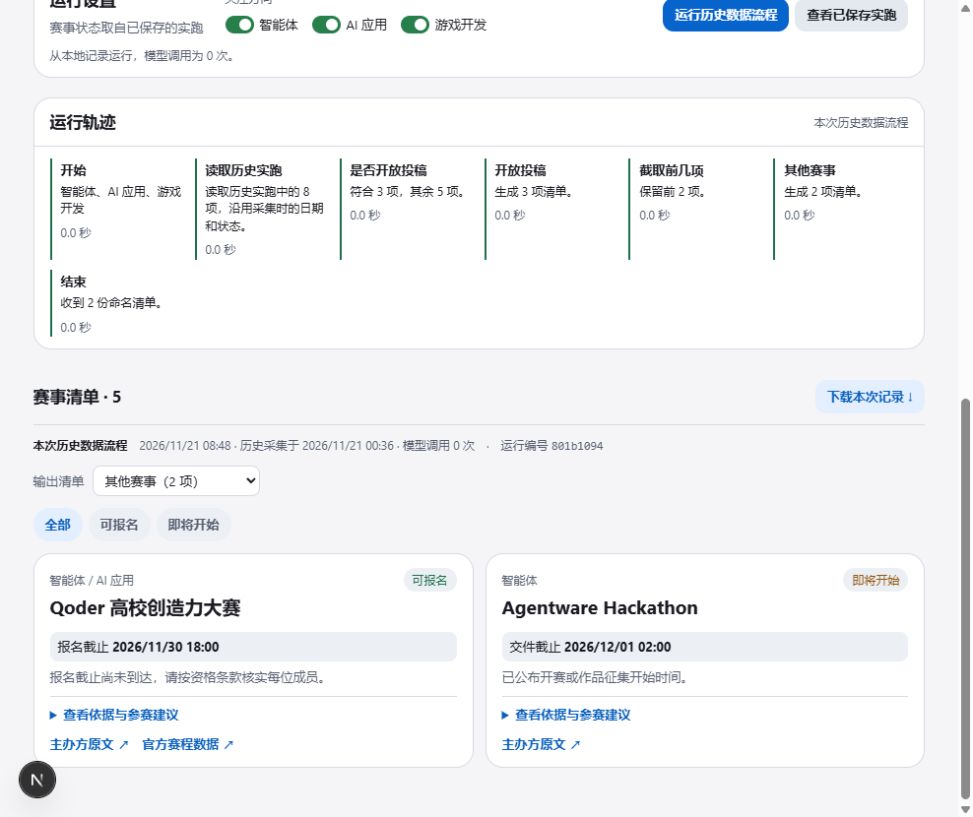 运行设置
关注方向
赛事状态取自已保存的实跑
智能体
AI 应用
游戏开发
运行历史数据流程
查看已保存实跑
从本地记录运行，模型调用为 0 次。
运行轨迹
本次历史数据流程
开始
智能体、AI 应用、游戏
开发
0.0 秒
读取历史实跑
读取历史实跑中的 8
项，沿用采集时的日期
和状态。
0.0 秒
是否开放投稿
符合 3 项，其余 5 项。
0.0 秒
开放投稿
生成 3 项清单。
0.0 秒
截取前几项
保留前 2 项。
0.0 秒
其他赛事
生成 2 项清单。
0.0 秒
结束
收到 2 份命名清单。
0.0 秒
赛事清单 · 5
下载本次记录 ↓
本次历史数据流程 2026/11/21 08:48 · 历史采集于 2026/11/21 00:36 · 模型调用 0 次 · 运行编号 801b1094
输出清单 其他赛事（2 项）
全部 可报名 即将开始
智能体 / AI 应用 可报名
Qoder 高校创造力大赛
报名截止 2026/11/30 18:00
报名截止尚未到达，请按资格条款核实每位成员。
▶ 查看依据与参赛建议
主办方原文 ↗ 官方赛程数据 ↗
智能体 即将开始
Agentware Hackathon
交件截止 2026/12/01 02:00
已公布开赛或作品征集开始时间。
▶ 查看依据与参赛建议
主办方原文 ↗
N